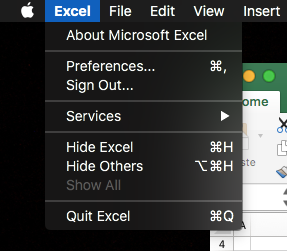 Excel File Edit View Insert
About Microsoft Excel
Preferences... ⌘,
Sign Out...
Services ▶
Hide Excel ⌘H
Hide Others ⌥⌘H
Show All
Quit Excel ⌘Q
ome
ste
A
4